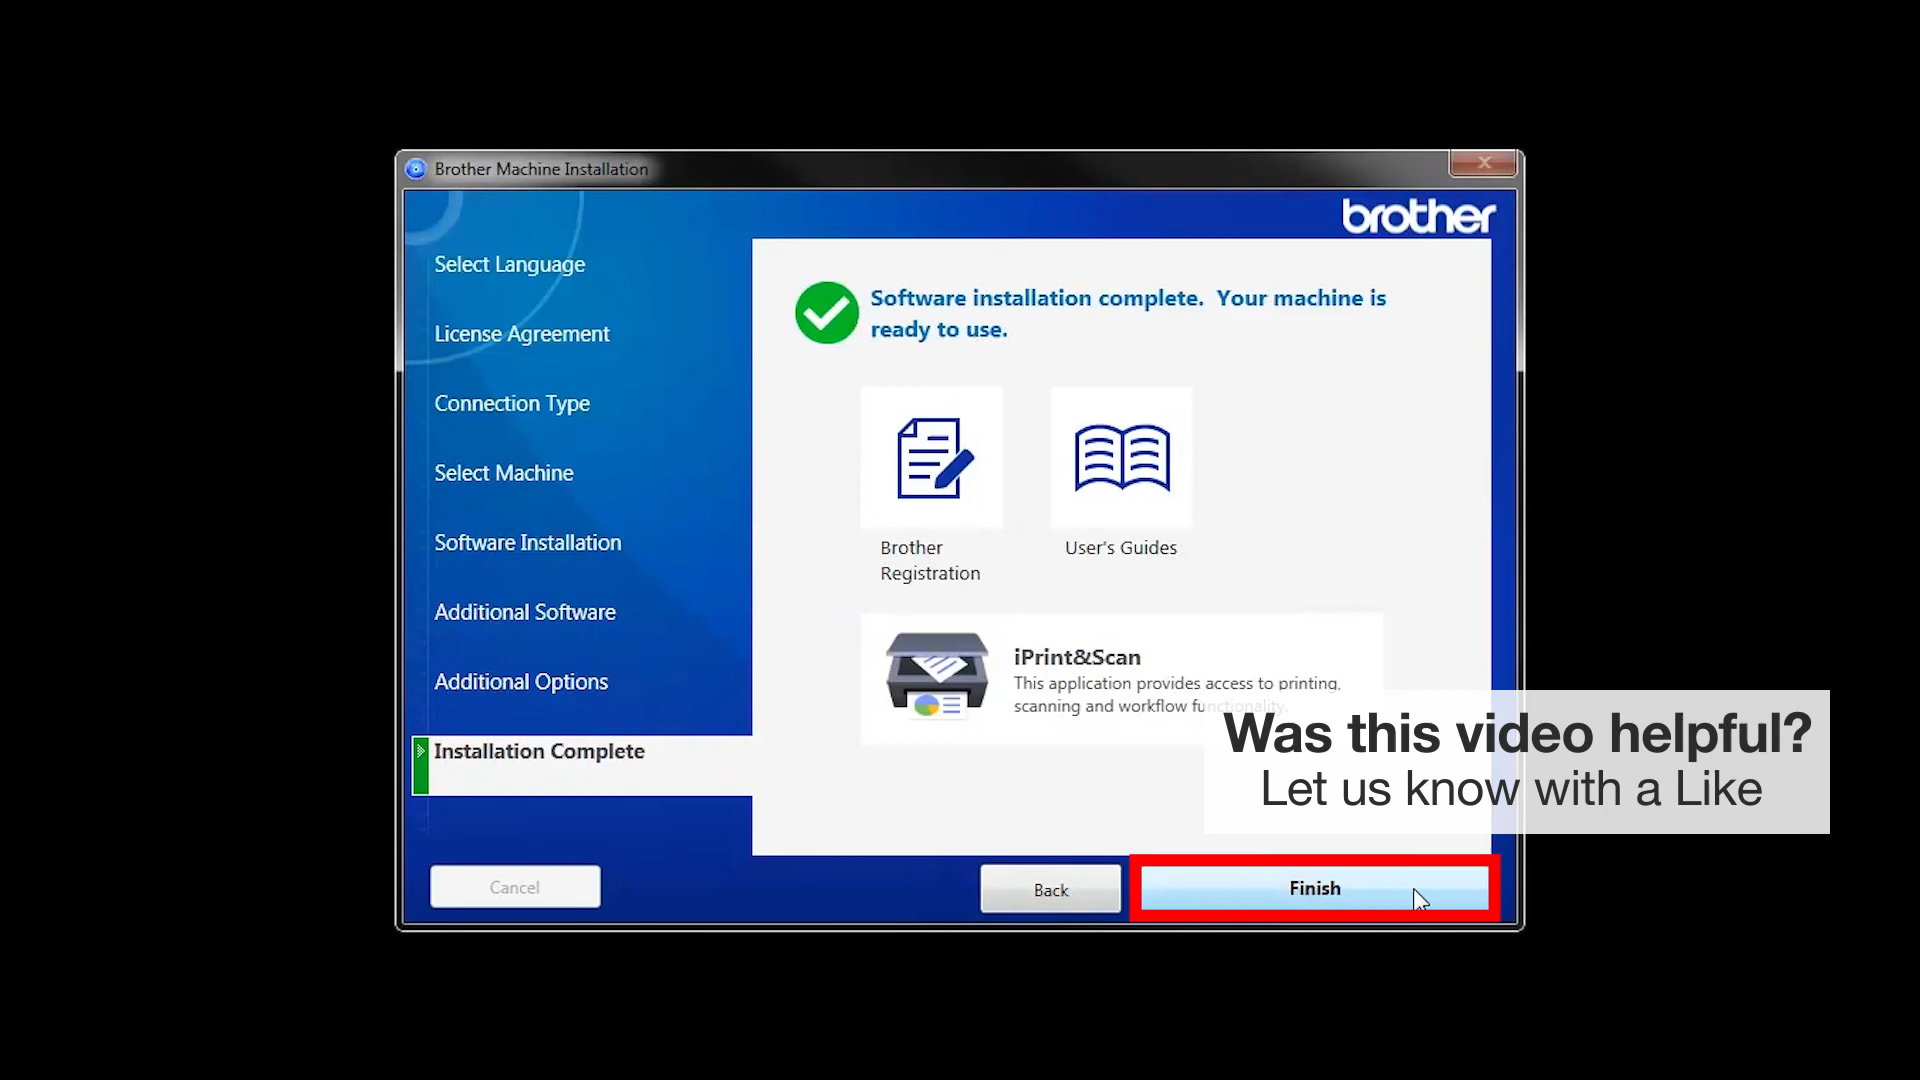 Brother Machine Installation
brother
Select Language
License Agreement
Connection Type
Select Machine
Software Installation
Additional Software
Additional Options
Installation Complete
Software installation complete. Your machine is
ready to use.
Brother
Registration
User's Guides
iPrint&Scan
This application provides access to printing,
scanning and workflow functionality.
Was this video helpful?
Let us know with a Like
Cancel
Back
Finish